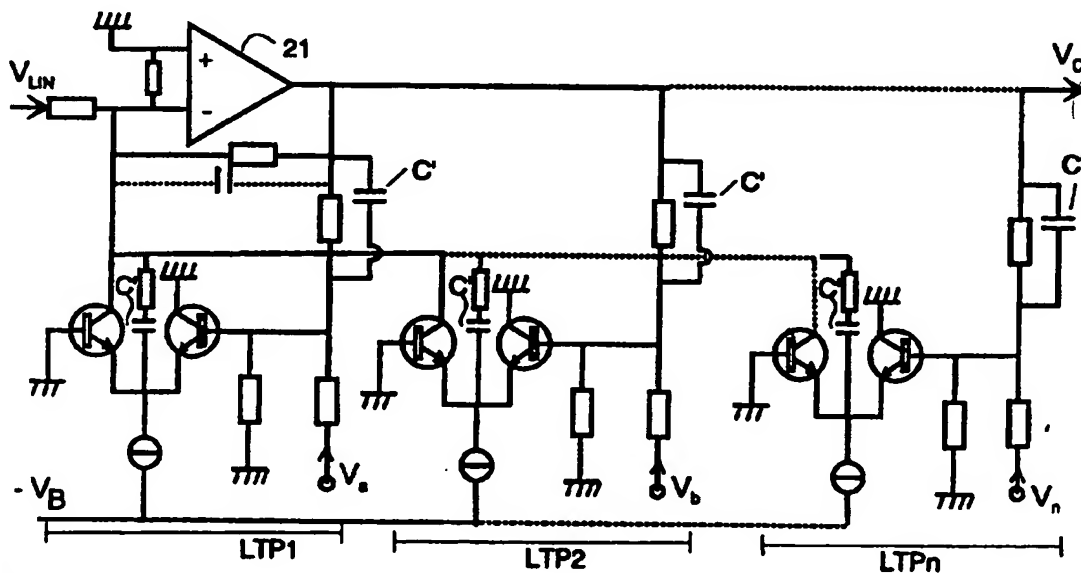 21
V_LIN
V_O
+
-
C'
C'
C
C'
C'
C'
V_a
V_b
V_n
- V_B
LTP1
LTP2
LTPn